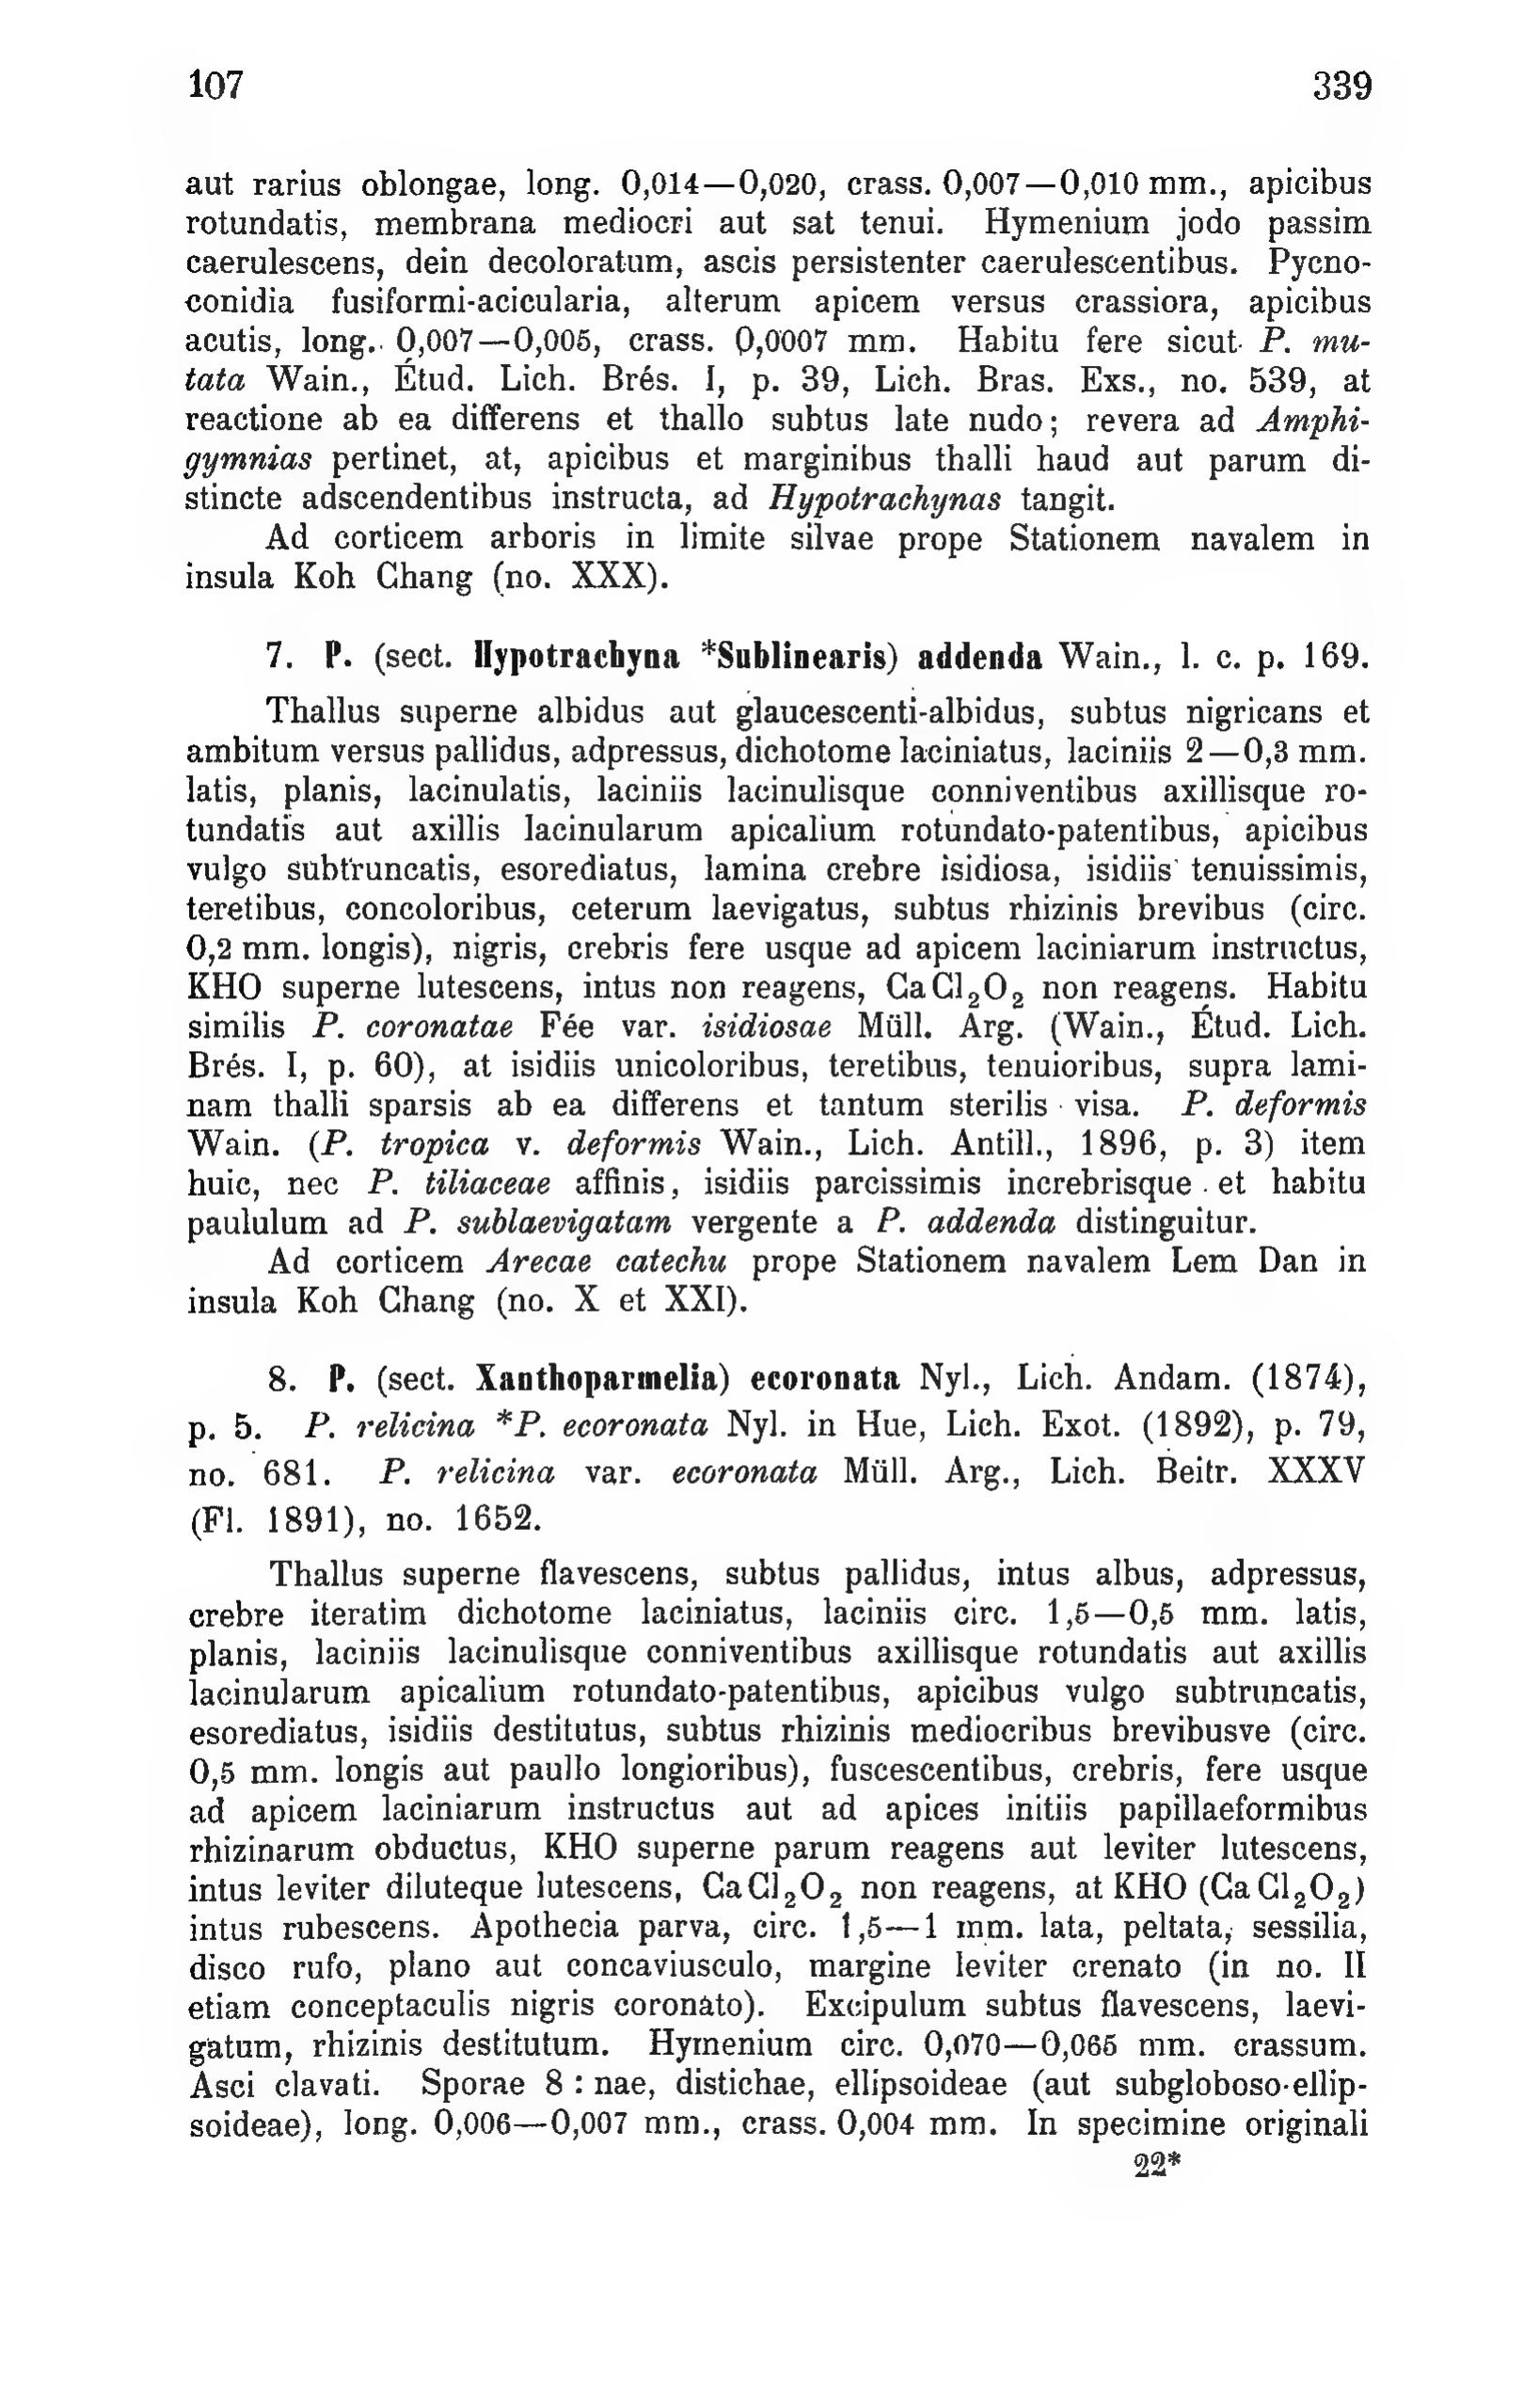 107 339
aut rarius oblongae, long. 0,014—0,020, crass. 0,007—0,010 mm., apicibus
rotundatis, membrana mediocri aut sat tenui. Hymenium jodo passim
caerulescens, dein decoloratum, ascis persistenter caerulescentibus. Pycno-
conidia fusiformi-acicularia, alterum apicem versus crassiora, apicibus
acutis, long. 0,007—0,005, crass. 0,0007 mm. Habitu fere sicut P. mu-
tata Wain., Étud. Lich. Brés. I, p. 39, Lich. Bras. Exs., no. 539, at
reactione ab ea differens et thallo subtus late nudo; revera ad Amphi-
gymnias pertinet, at, apicibus et marginibus thalli haud aut parum di-
stincte adscendentibus instructa, ad Hypotrachynas tangit.
Ad corticem arboris in limite silvae prope Stationem navalem in
insula Koh Chang (no. XXX).
7. P. (sect. Hypotrachyna *Sublinearis) addenda Wain., l. c. p. 169.
Thallus superne albidus aut glaucescenti-albidus, subtus nigricans et
ambitum versus pallidus, adpressus, dichotome laciniatus, laciniis 2—0,3 mm.
latis, planis, lacinulatis, laciniis lacinulisque conniventibus axillisque ro-
tundatis aut axillis lacinularum apicalium rotundato-patentibus, apicibus
vulgo subtruncatis, esorediatus, lamina crebre isidiosa, isidiis tenuissimis,
teretibus, concoloribus, ceterum laevigatus, subtus rhizinis brevibus (circ.
0,2 mm. longis), nigris, crebris fere usque ad apicem laciniarum instructus,
KHO superne lutescens, intus non reagens, CaCl₂O₂ non reagens. Habitu
similis P. coronatae Fée var. isidiosae Müll. Arg. (Wain., Étud. Lich.
Brés. I, p. 60), at isidiis unicoloribus, teretibus, tenuioribus, supra lami-
nam thalli sparsis ab ea differens et tantum sterilis visa. P. deformis
Wain. (P. tropica v. deformis Wain., Lich. Antill., 1896, p. 3) item
huic, nec P. tiliaceae affinis, isidiis parcissimis increbrisque et habitu
paululum ad P. sublaevigatam vergente a P. addenda distinguitur.
Ad corticem Arecae catechu prope Stationem navalem Lem Dan in
insula Koh Chang (no. X et XXI).
8. P. (sect. Xanthoparmelia) ecoronata Nyl., Lich. Andam. (1874),
p. 5. P. relicina *P. ecoronata Nyl. in Hue, Lich. Exot. (1892), p. 79,
no. 681. P. relicina var. ecoronata Müll. Arg., Lich. Beitr. XXXV
(Fl. 1891), no. 1652.
Thallus superne flavescens, subtus pallidus, intus albus, adpressus,
crebre iteratim dichotome laciniatus, laciniis circ. 1,5—0,5 mm. latis,
planis, laciniis lacinulisque conniventibus axillisque rotundatis aut axillis
lacinularum apicalium rotundato-patentibus, apicibus vulgo subtruncatis,
esorediatus, isidiis destitutus, subtus rhizinis mediocribus brevibusve (circ.
0,5 mm. longis aut paullo longioribus), fuscescentibus, crebris, fere usque
ad apicem laciniarum instructus aut ad apices initiis papillaeformibus
rhizinarum obductus, KHO superne parum reagens aut leviter lutescens,
intus leviter diluteque lutescens, CaCl₂O₂ non reagens, at KHO (CaCl₂O₂)
intus rubescens. Apothecia parva, circ. 1,5—1 mm. lata, peltata, sessilia,
disco rufo, plano aut concaviusculo, margine leviter crenato (in no. II
etiam conceptaculis nigris coronato). Excipulum subtus flavescens, laevi-
gatum, rhizinis destitutum. Hymenium circ. 0,070—0,065 mm. crassum.
Asci clavati. Sporae 8 : nae, distichae, ellipsoideae (aut subgloboso-ellip-
soideae), long. 0,006—0,007 mm., crass. 0,004 mm. In specimine originali
22*